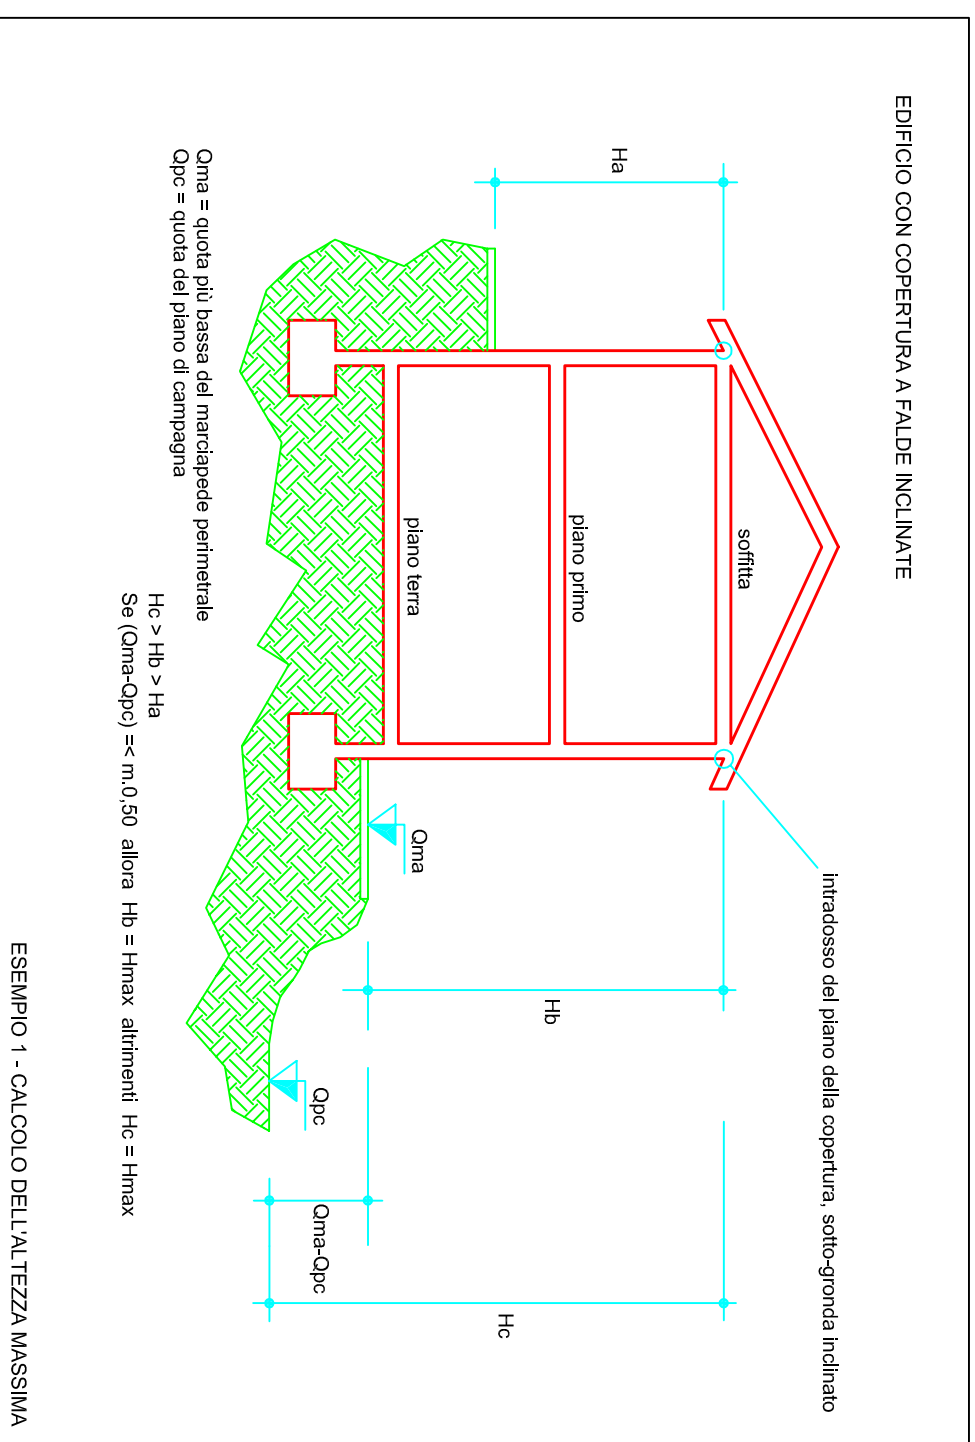 EDIFICIO CON COPERTURA A FALDE INCLINATE
intradosso del piano della copertura, sotto-gronda inclinato
soffitta
Ha
piano primo
Hb
Hc
piano terra
Qma
Qpc
Qma-Qpc
Qma = quota più bassa del marciapede perimetrale
Qpc = quota del piano di campagna
Hc > Hb > Ha
Se (Qma-Qpc) =< m.0,50 allora Hb = Hmax altrimenti Hc = Hmax
ESEMPIO 1 - CALCOLO DELL'ALTEZZA MASSIMA